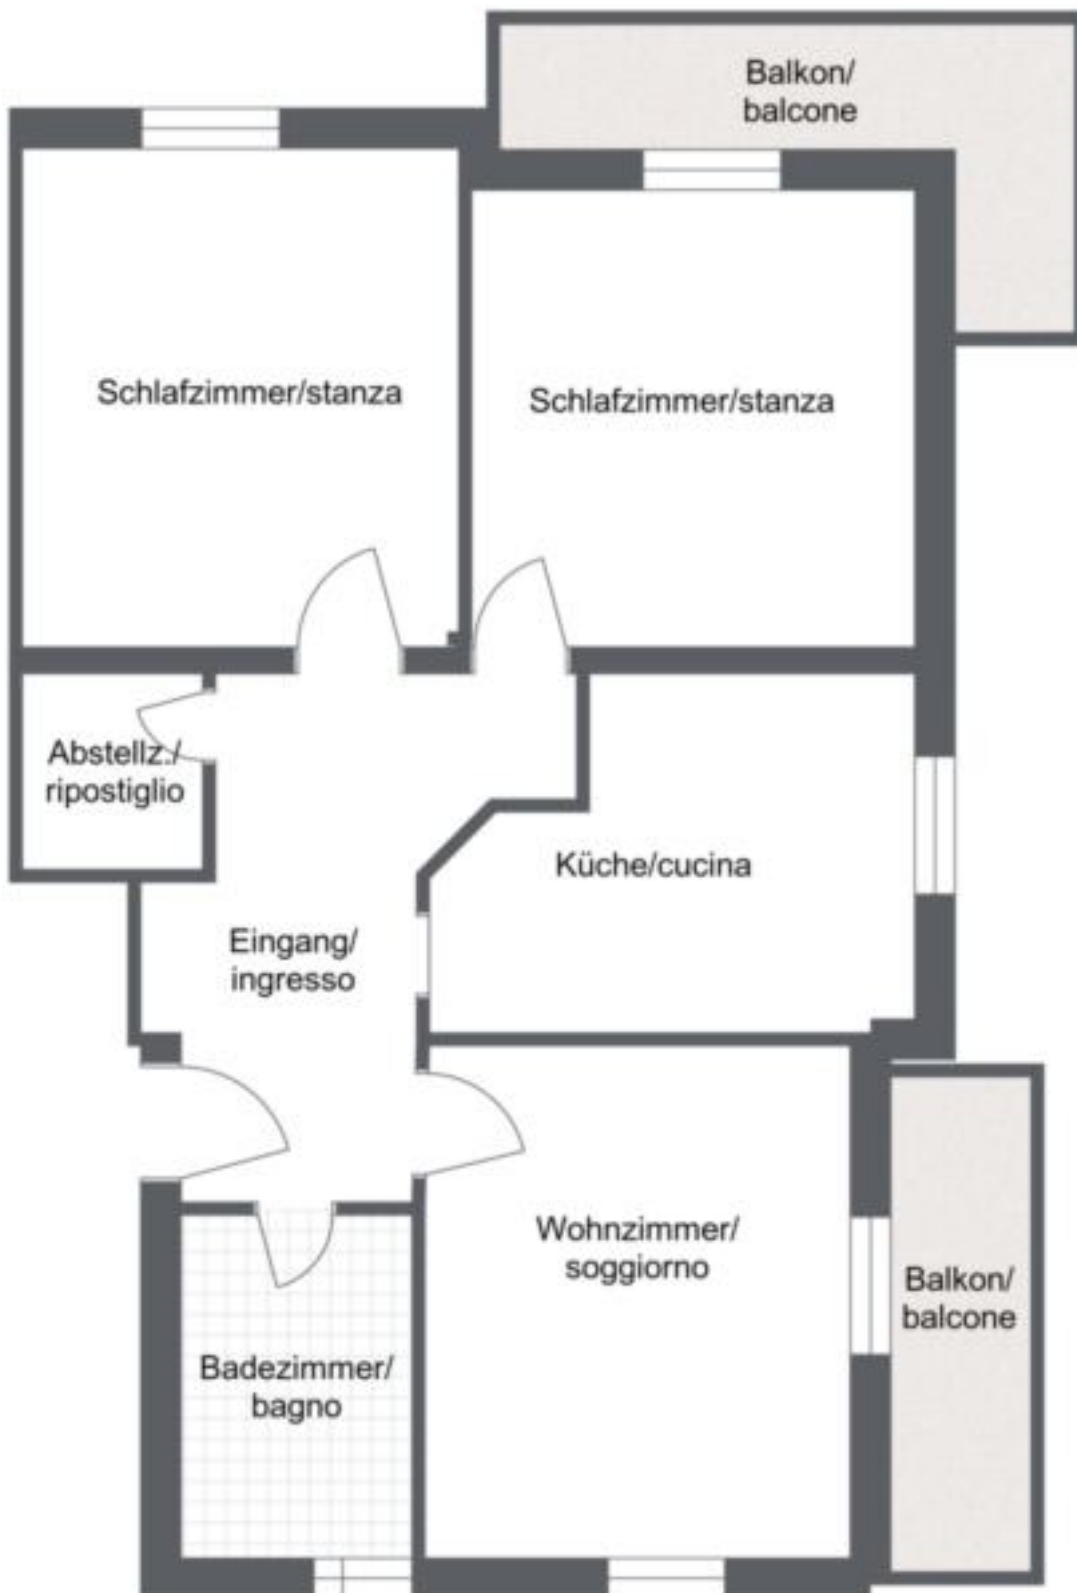 Balkon/
balcone
Schlafzimmer/stanza
Schlafzimmer/stanza
Abstellz./
ripostiglio
Küche/cucina
Eingang/
ingresso
Wohnzimmer/
soggiorno
Balkon/
balcone
Badezimmer/
bagno